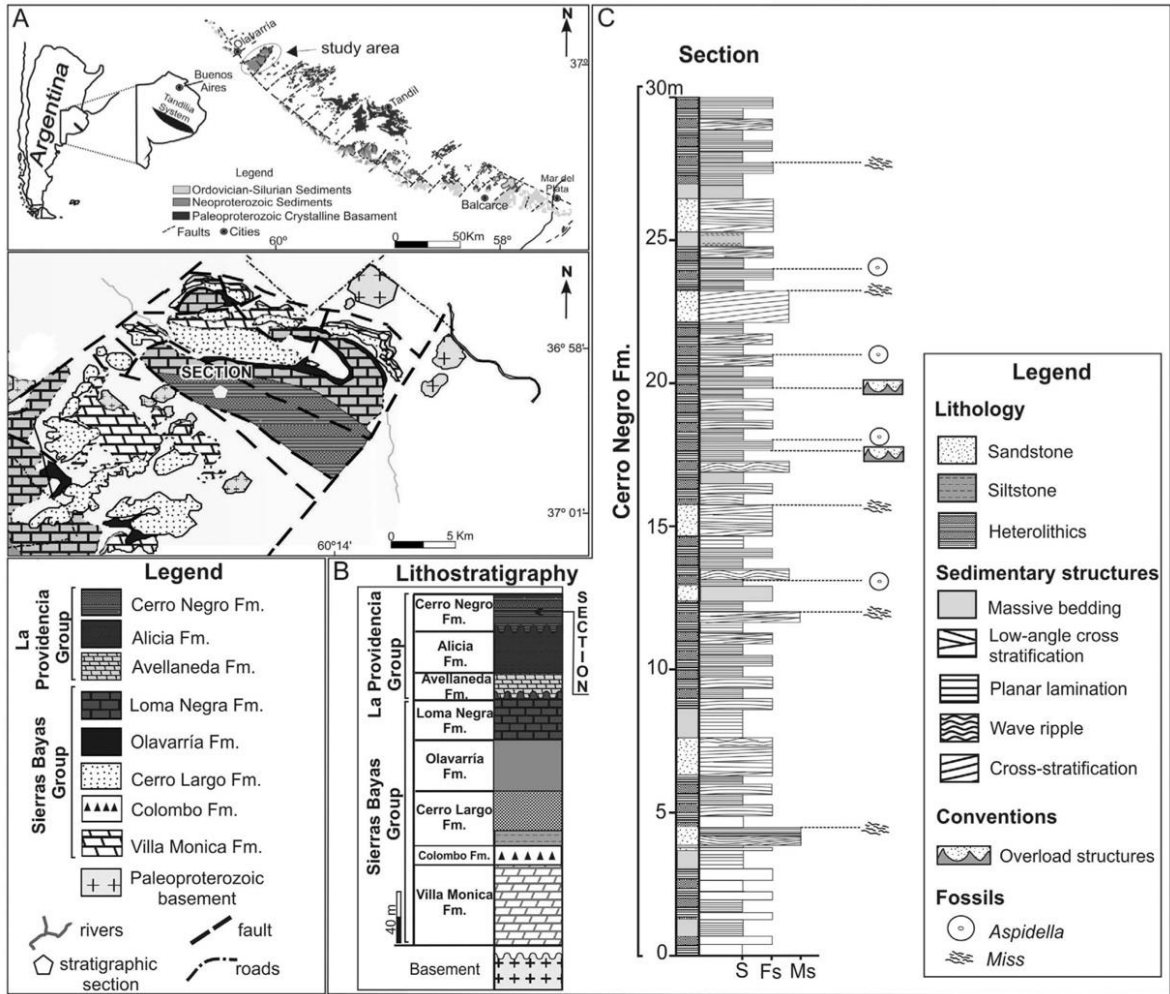 A
Argentina
Buenos
Aires
Tandilia
System
Olavarría
study area
N
37º
Tandil
Mar del
Plata
Balcarce
Legend
Ordovician-Silurian Sediments
Neoproterozoic Sediments
Paleoproterozoic Crystalline Basament
Faults
Cities
0
50Km
60º
58º
N
36º 58'
SECTION
37º 01'
0
5 Km
60º14'
Legend
La
Providencia
Group
Cerro Negro Fm.
Alicia Fm.
Avellaneda Fm.
Sierras Bayas
Group
Loma Negra Fm.
Olavarría Fm.
Cerro Largo Fm.
Colombo Fm.
Villa Monica Fm.
Paleoproterozoic
basement
rivers
fault
stratigraphic
section
roads
B
Lithostratigraphy
La Providencia
Group
Cerro Negro
Fm.
Alicia
Fm.
Avellaneda
Fm.
SECTION
Sierras Bayas
Group
Loma Negra
Fm.
Olavarría
Fm.
Cerro Largo
Fm.
Colombo Fm.
Villa Monica
Fm.
40 m
Basement
C
Section
Cerro Negro Fm.
30m
25
20
15
10
5
0
S
Fs
Ms
Legend
Lithology
Sandstone
Siltstone
Heterolithics
Sedimentary structures
Massive bedding
Low-angle cross
stratification
Planar lamination
Wave ripple
Cross-stratification
Conventions
Overload structures
Fossils
Aspidella
Miss